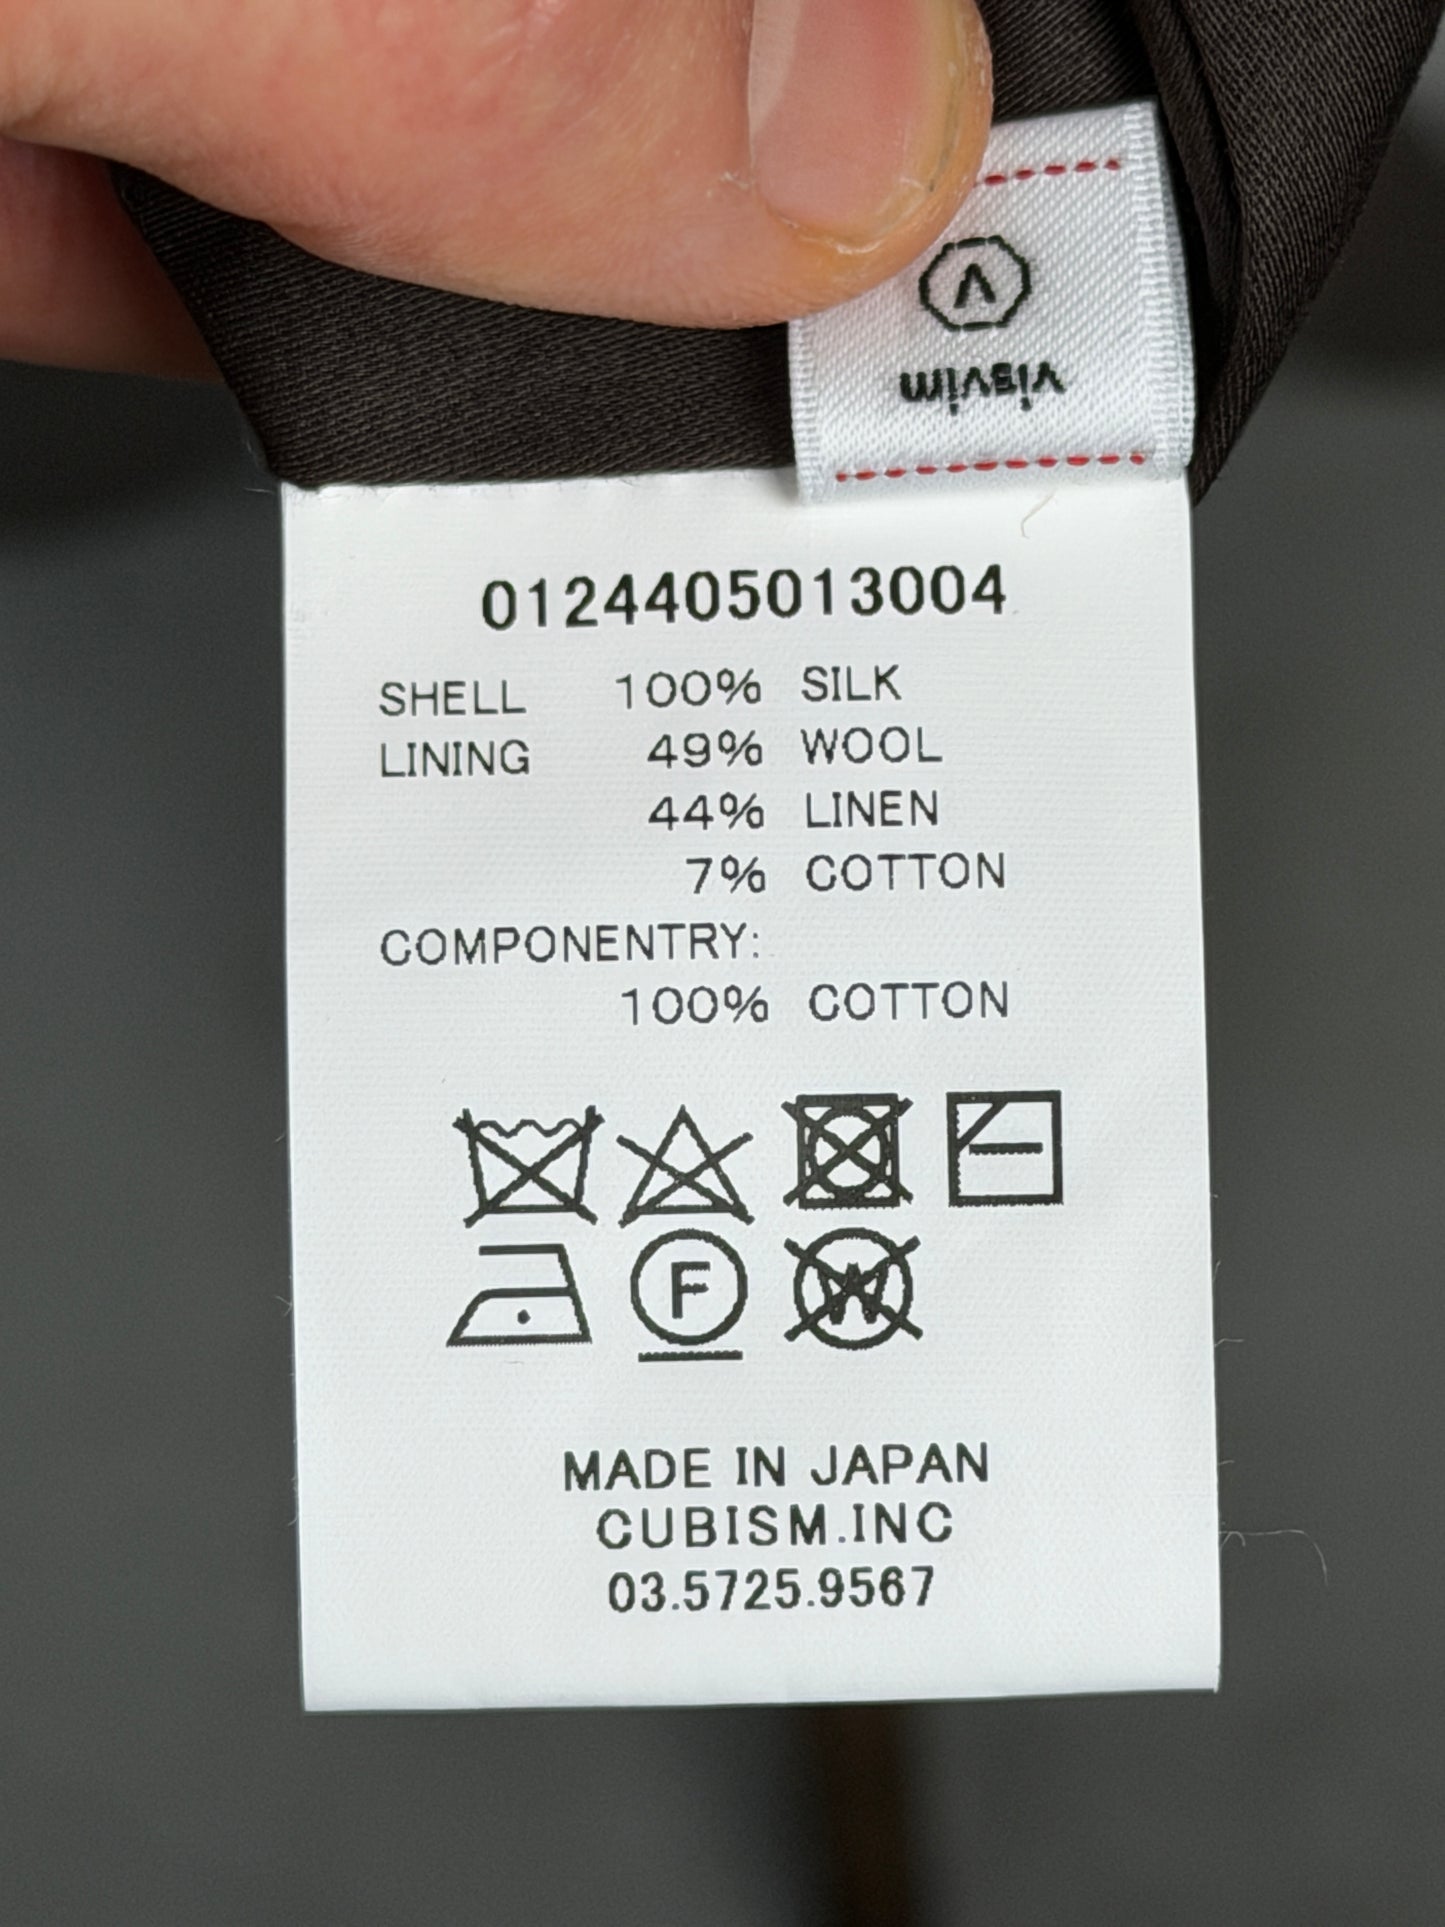 V
visvim
0124405013004
SHELL 100% SILK
LINING 49% WOOL
44% LINEN
7% COTTON
COMPONENTRY:
100% COTTON
F W
MADE IN JAPAN
CUBISM.INC
03.5725.9567